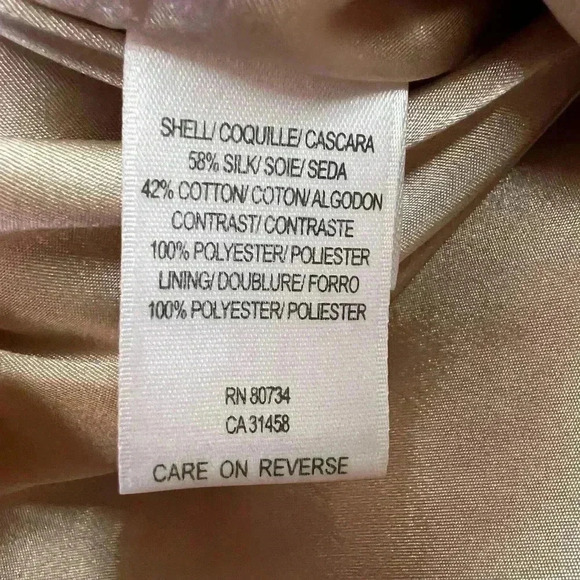 SHELL/ COQUILLE/ CASCARA
58% SILK/ SOIE/ SEDA
42% COTTON/ COTON/ ALGODON
CONTRAST/ CONTRASTE
100% POLYESTER/ POLIESTER
LINING/ DOUBLURE/ FORRO
100% POLYESTER/ POLIESTER
RN 80734
CA 31458
CARE ON REVERSE